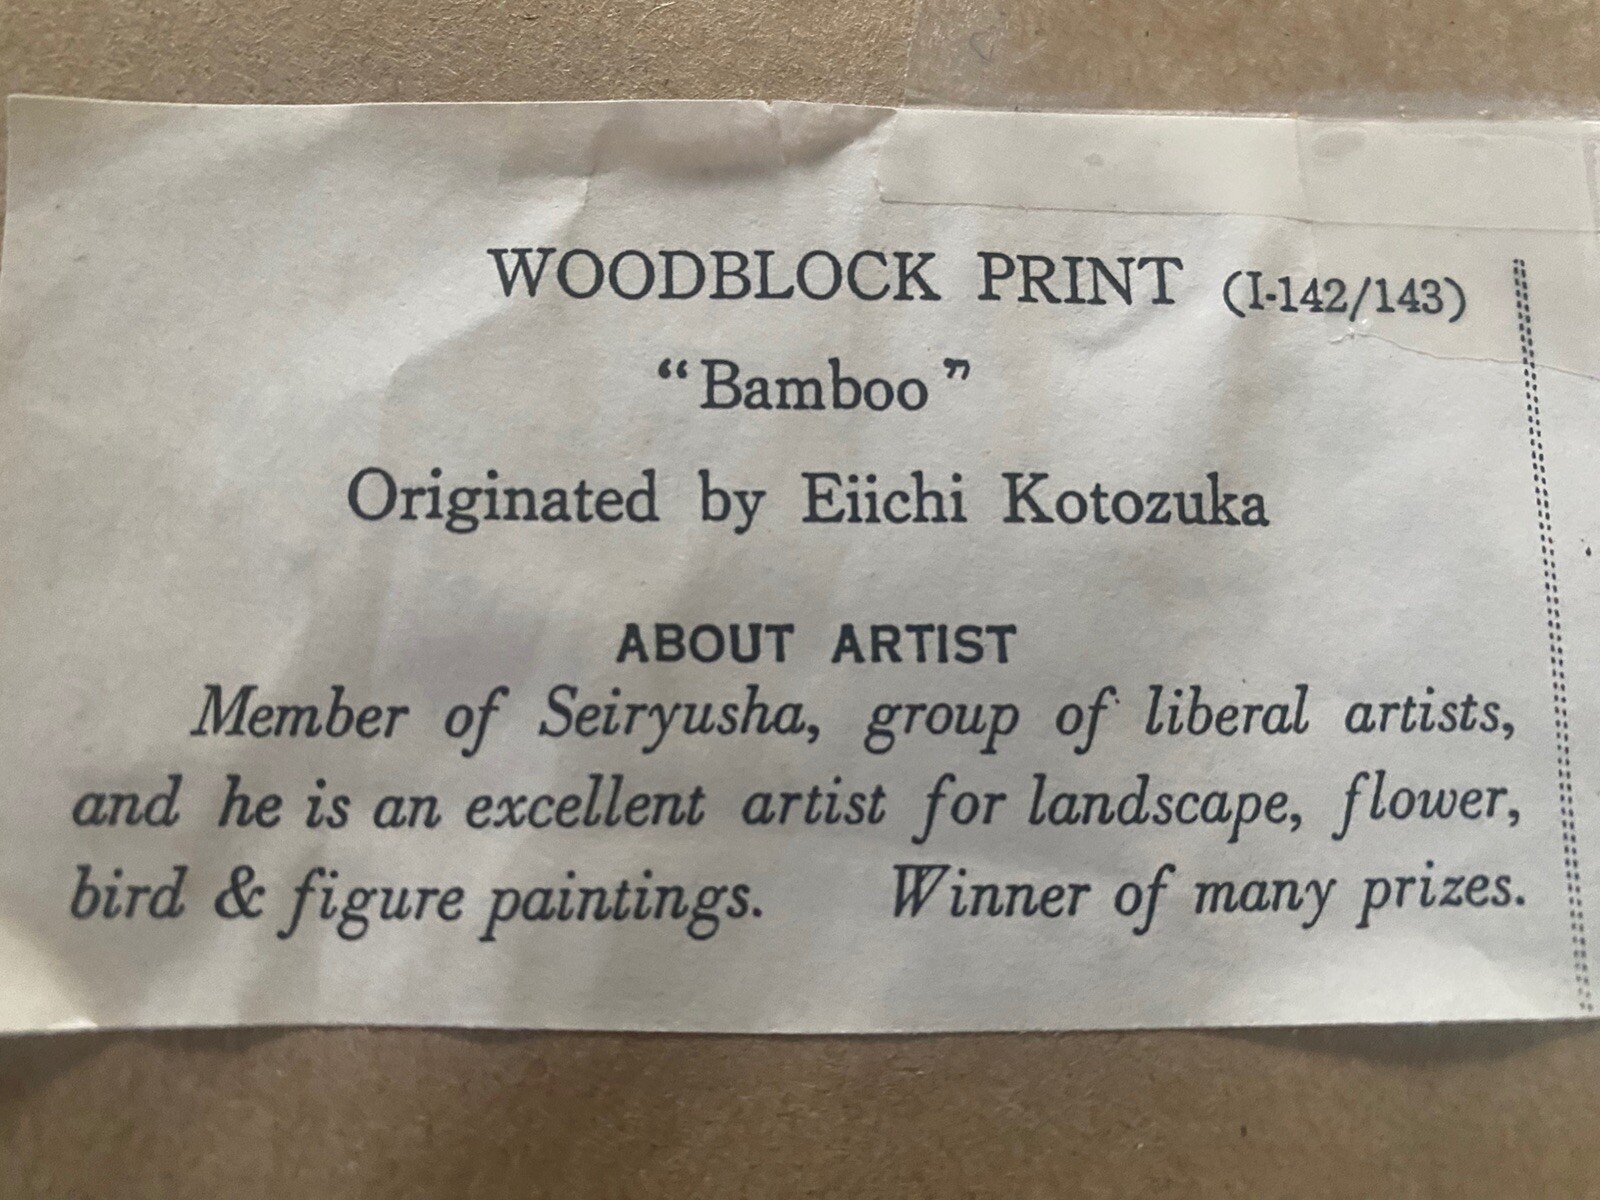 WOODBLOCK PRINT (I-142/143)
“Bamboo”
Originated by Eiichi Kotozuka
ABOUT ARTIST
Member of Seiryusha, group of liberal artists,
and he is an excellent artist for landscape, flower,
bird & figure paintings. Winner of many prizes.